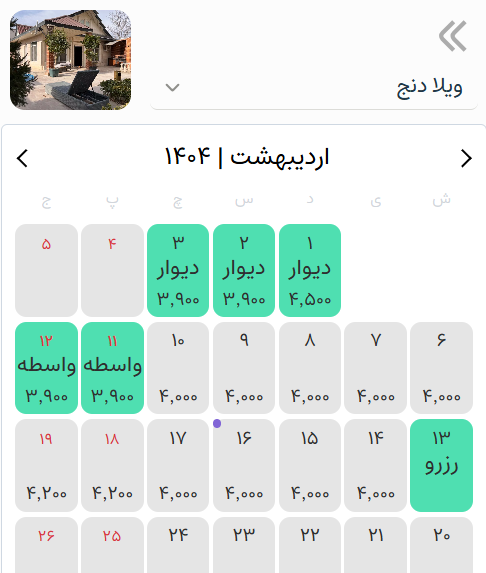 ویلا دنج
اردیبهشت | ۱۴۰۴
ش ی د س چ پ ج
۱ ۲ ۳ ۴ ۵
دیوار دیوار دیوار
۴,۵۰۰ ۳,۹۰۰ ۳,۹۰۰
۶ ۷ ۸ ۹ ۱۰ ۱۱ ۱۲
واسطه واسطه
۴,۰۰۰ ۴,۰۰۰ ۴,۰۰۰ ۴,۰۰۰ ۴,۰۰۰ ۳,۹۰۰ ۳,۹۰۰
۱۳ ۱۴ ۱۵ ۱۶ ۱۷ ۱۸ ۱۹
رزرو
۴,۰۰۰ ۴,۰۰۰ ۴,۰۰۰ ۴,۰۰۰ ۴,۲۰۰ ۴,۲۰۰
۲۰ ۲۱ ۲۲ ۲۳ ۲۴ ۲۵ ۲۶